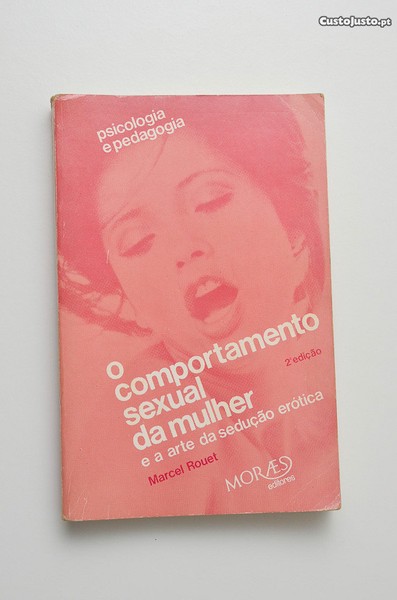 CustoJusto.pt
psicologia
e pedagogia
o
comportamento
sexual
da mulher
2ª edição
e a arte da sedução erótica
Marcel Rouet
MORÆS
editores